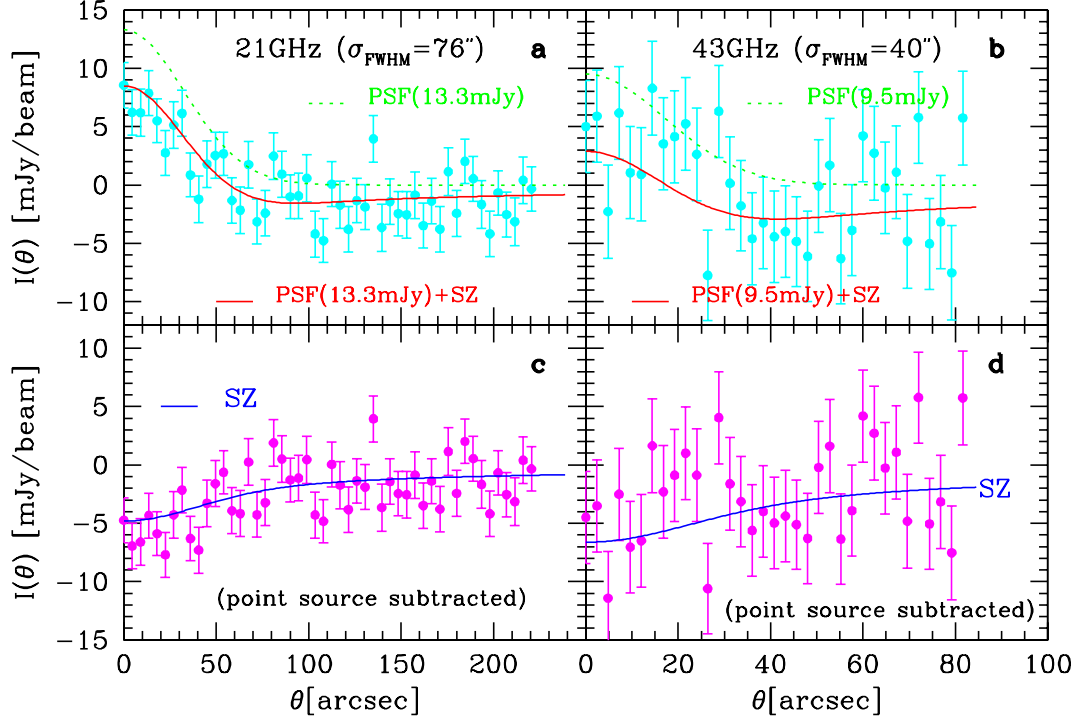 15
21GHz (σFWHM=76″) a
43GHz (σFWHM=40″) b
10
PSF(13.3mJy)
PSF(9.5mJy)
5
0
−5
−10
PSF(13.3mJy)+SZ
PSF(9.5mJy)+SZ
I(θ) [mJy/beam]
10
c
d
SZ
5
0
−5
SZ
−10
(point source subtracted)
(point source subtracted)
−15
I(θ) [mJy/beam]
0 50 100 150 200
0 20 40 60 80 100
θ[arcsec]
θ[arcsec]